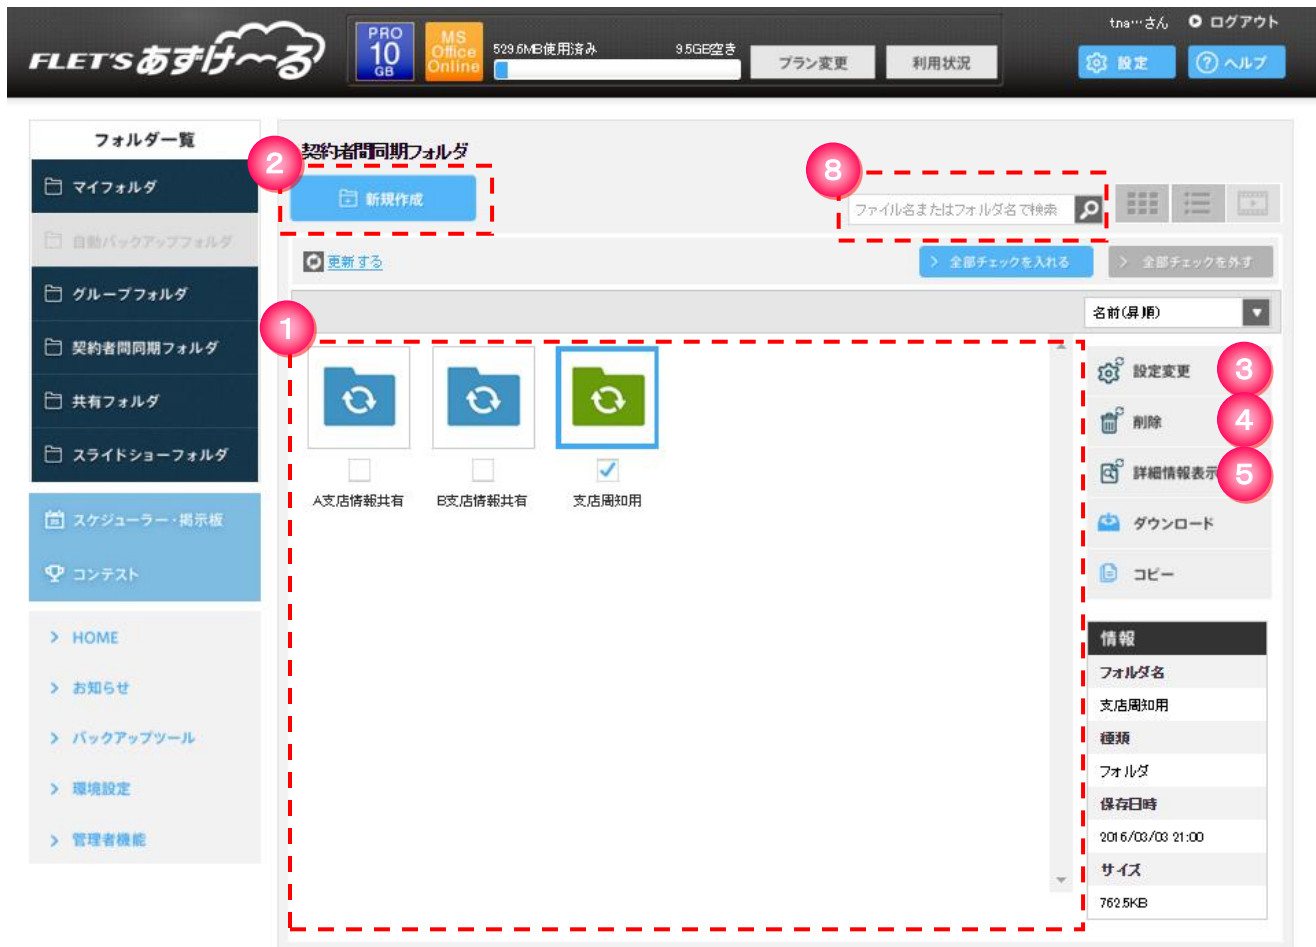 tna…さん ログアウト
FLET'S あずけ～る
PRO
10
GB
MS
Office
Online
529.6MB使用済み 9.5GB空き
プラン変更 利用状況
設定 ヘルプ
フォルダ一覧
マイフォルダ
自動バックアップフォルダ
グループフォルダ
契約者間同期フォルダ
共有フォルダ
スライドショーフォルダ
スケジューラー・掲示板
コンテスト
HOME
お知らせ
バックアップツール
環境設定
管理者機能
契約者間同期フォルダ
2
新規作成
8
ファイル名またはフォルダ名で検索
更新する
全部チェックを入れる 全部チェックを外す
名前(昇順)
1
A支店情報共有 B支店情報共有 支店周知用
設定変更 3
削除 4
詳細情報表示 5
ダウンロード
コピー
情報
フォルダ名
支店周知用
種類
フォルダ
保存日時
2016/03/03 21:00
サイズ
762.5KB